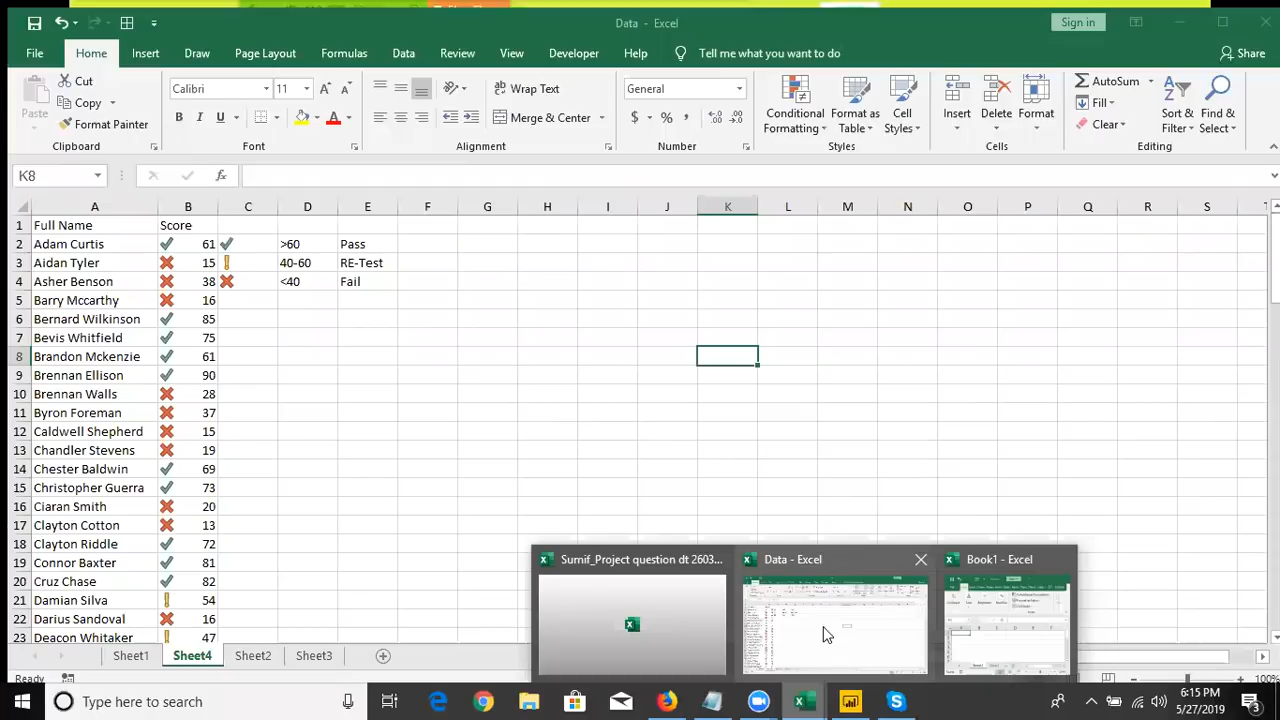 Data - Excel
Sign in
File Home Insert Draw Page Layout Formulas Data Review View Developer Help Tell me what you want to do Share
Paste
Cut
Copy
Format Painter
Clipboard
Calibri 11
B I U
Font
Wrap Text
Merge & Center
Alignment
General
$ % ,
Number
Conditional Formatting
Format as Table
Cell Styles
Styles
Insert Delete Format
Cells
AutoSum
Fill
Clear
Sort & Filter
Find & Select
Editing
K8 fx
A B C D E F G H I J K L M N O P Q R S
1 Full Name Score
2 Adam Curtis 61 >60 Pass
3 Aidan Tyler 15 40-60 RE-Test
4 Asher Benson 38 <40 Fail
5 Barry Mccarthy 16
6 Bernard Wilkinson 85
7 Bevis Whitfield 75
8 Brandon Mckenzie 61
9 Brennan Ellison 90
10 Brennan Walls 28
11 Byron Foreman 37
12 Caldwell Shepherd 15
13 Chandler Stevens 19
14 Chester Baldwin 69
15 Christopher Guerra 73
16 Ciaran Smith 20
17 Clayton Cotton 13
18 Clayton Riddle 72
19 Connor Baxter 81
20 Cruz Chase 82
21 Damian Silva 54
22 Darius Sandoval 16
23 Deacon Whitaker 47
Sumif_Project question dt 2603...
Data - Excel
Book1 - Excel
Sheet1 Sheet4 Sheet2 Sheet3
Ready
100%
Type here to search
6:15 PM
5/27/2019
3